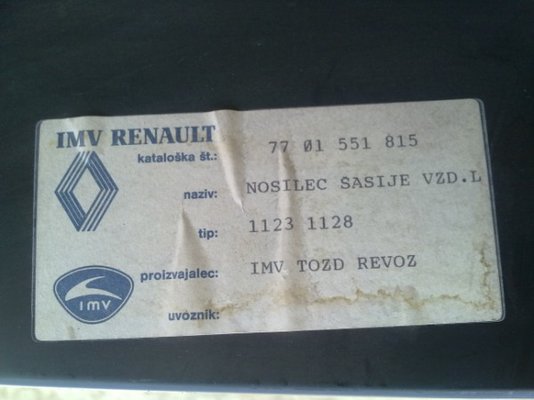 IMV RENAULT
kataloška št.: 77 01 551 815
naziv: NOSILEC ŠASIJE VZD.L
tip: 1123 1128
proizvajalec: IMV TOZD REVOZ
IMV
uvoznik: